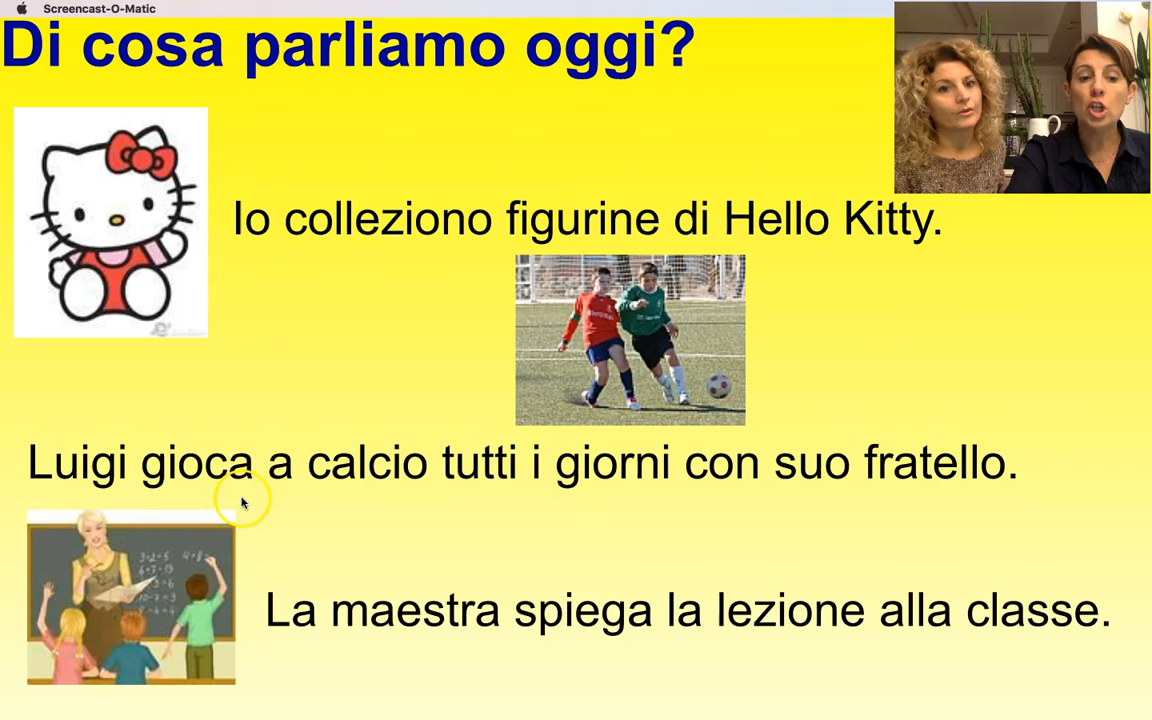 Screencast-O-Matic
Di cosa parliamo oggi?
Io colleziono figurine di Hello Kitty.
Luigi gioca a calcio tutti i giorni con suo fratello.
La maestra spiega la lezione alla classe.